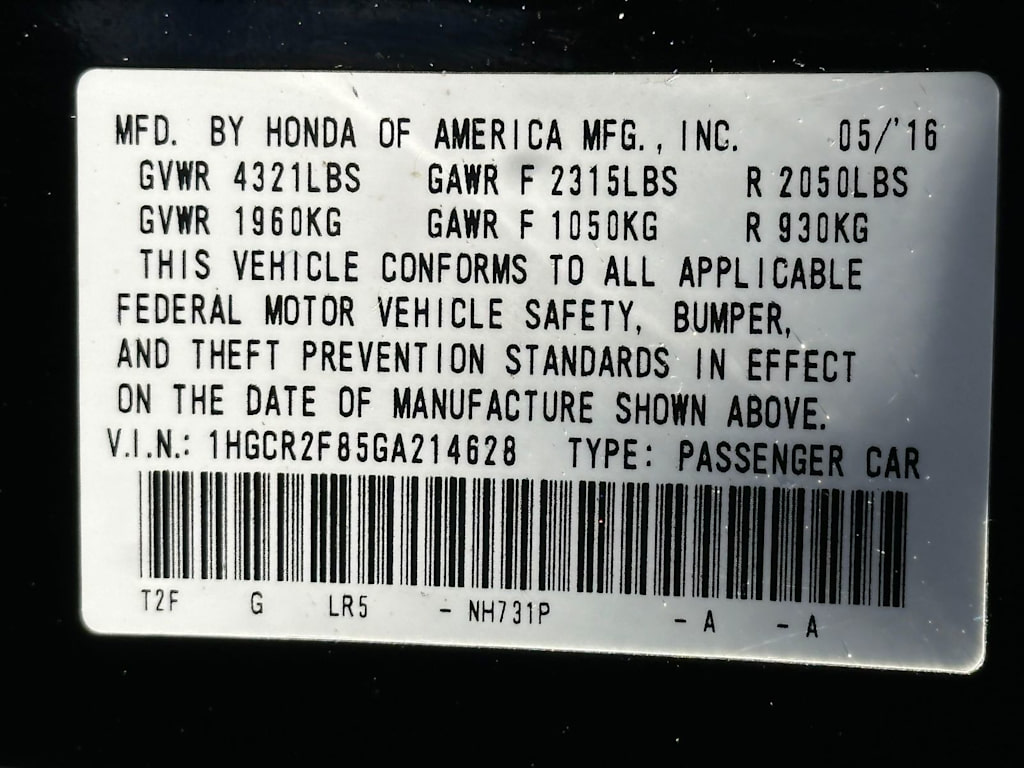 MFD. BY HONDA OF AMERICA MFG., INC. 05/'16
GVWR 4321LBS GAWR F 2315LBS R 2050LBS
GVWR 1960KG GAWR F 1050KG R 930KG
THIS VEHICLE CONFORMS TO ALL APPLICABLE
FEDERAL MOTOR VEHICLE SAFETY, BUMPER,
AND THEFT PREVENTION STANDARDS IN EFFECT
ON THE DATE OF MANUFACTURE SHOWN ABOVE.
V.I.N.: 1HGCR2F85GA214628 TYPE: PASSENGER CAR
T2F G LR5 - NH731P - A - A